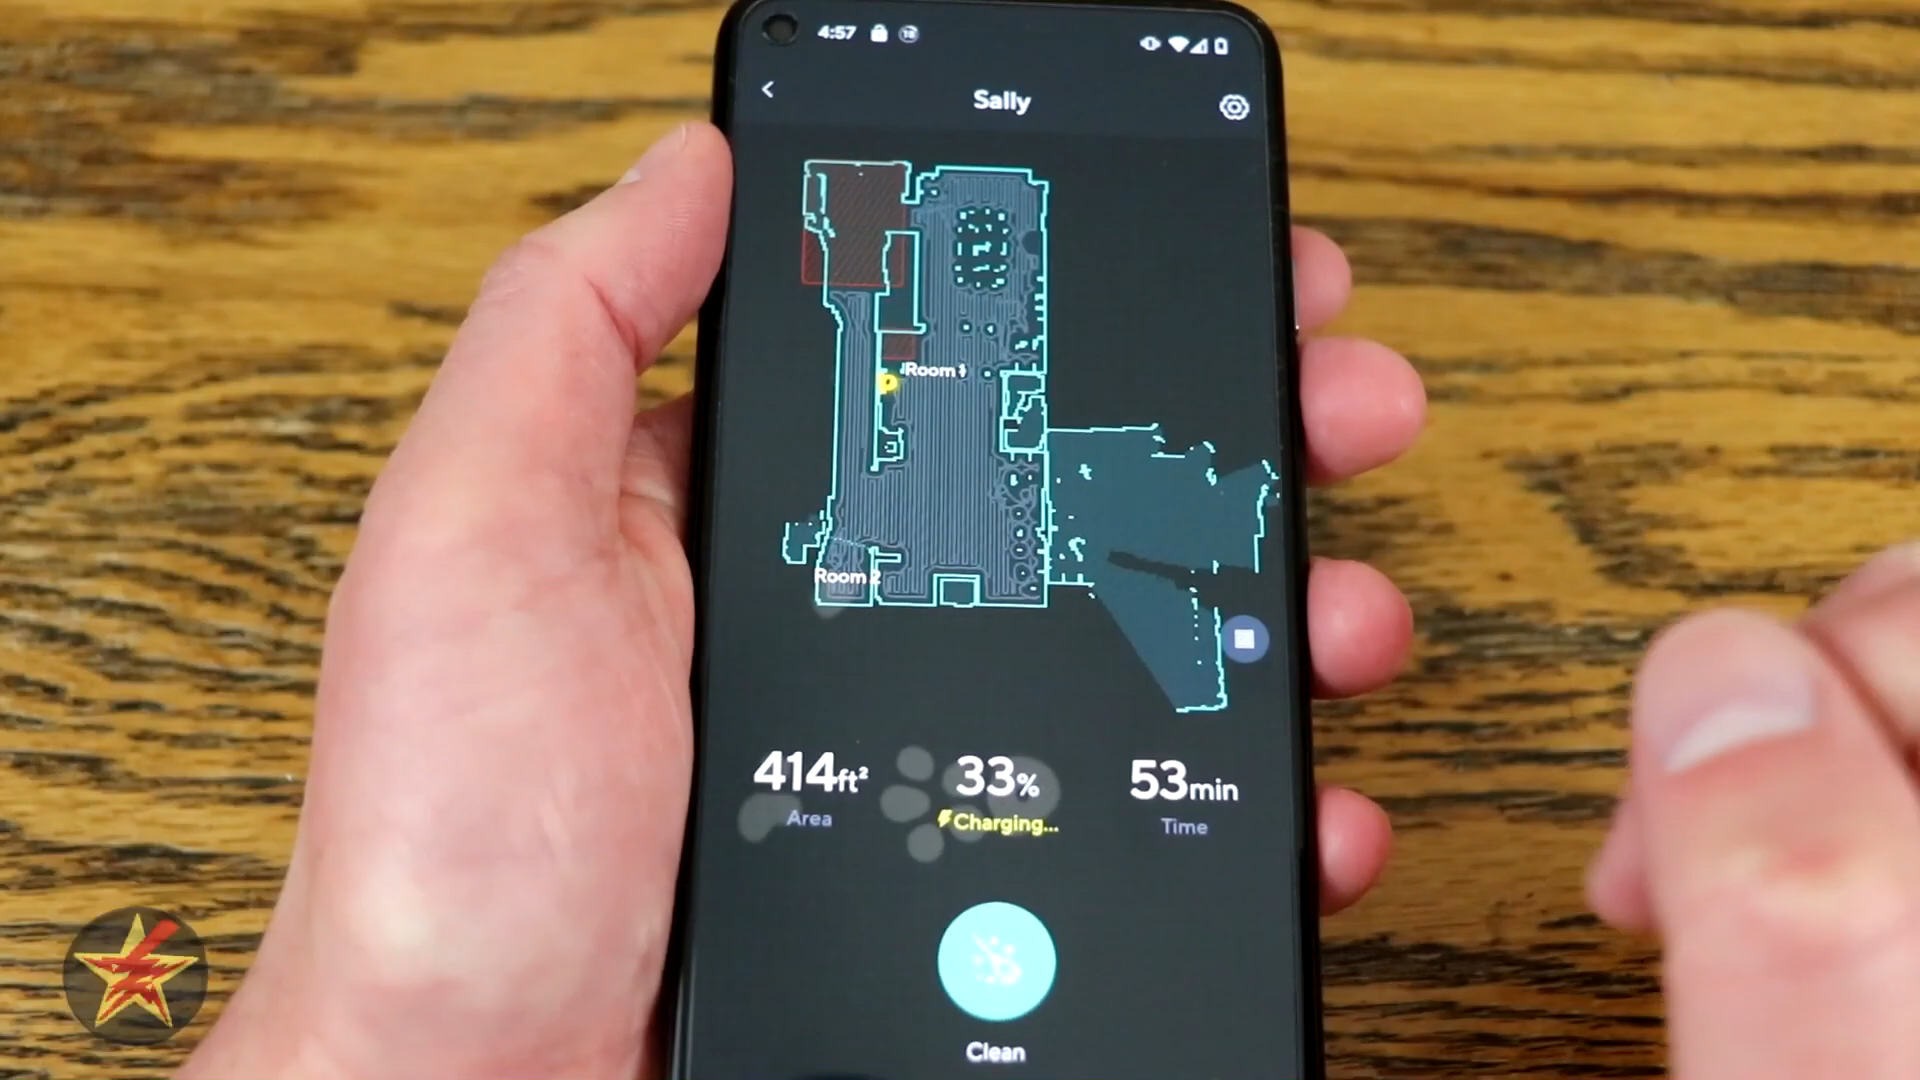 4:57
Sally
Room 1
Room 2
414ft² 33% 53min
Area Charging... Time
Clean